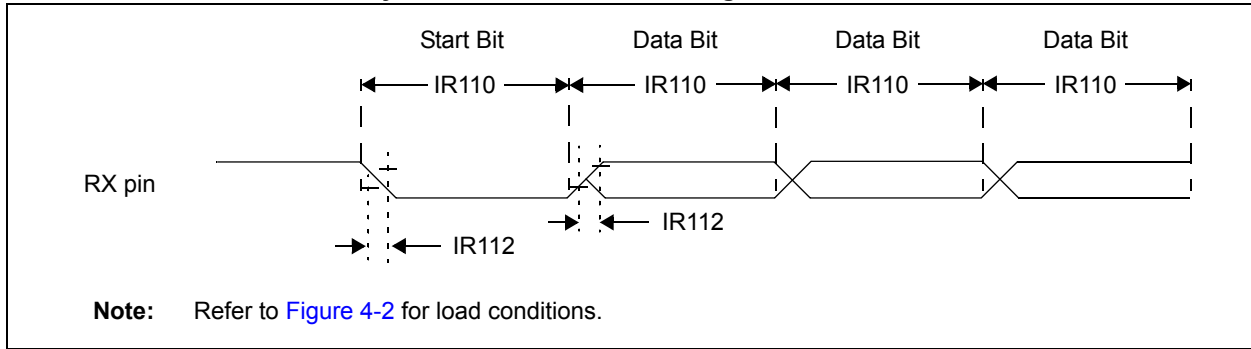 Start Bit Data Bit Data Bit Data Bit
IR110 IR110 IR110 IR110
RX pin
IR112
IR112
Note: Refer to Figure 4-2 for load conditions.